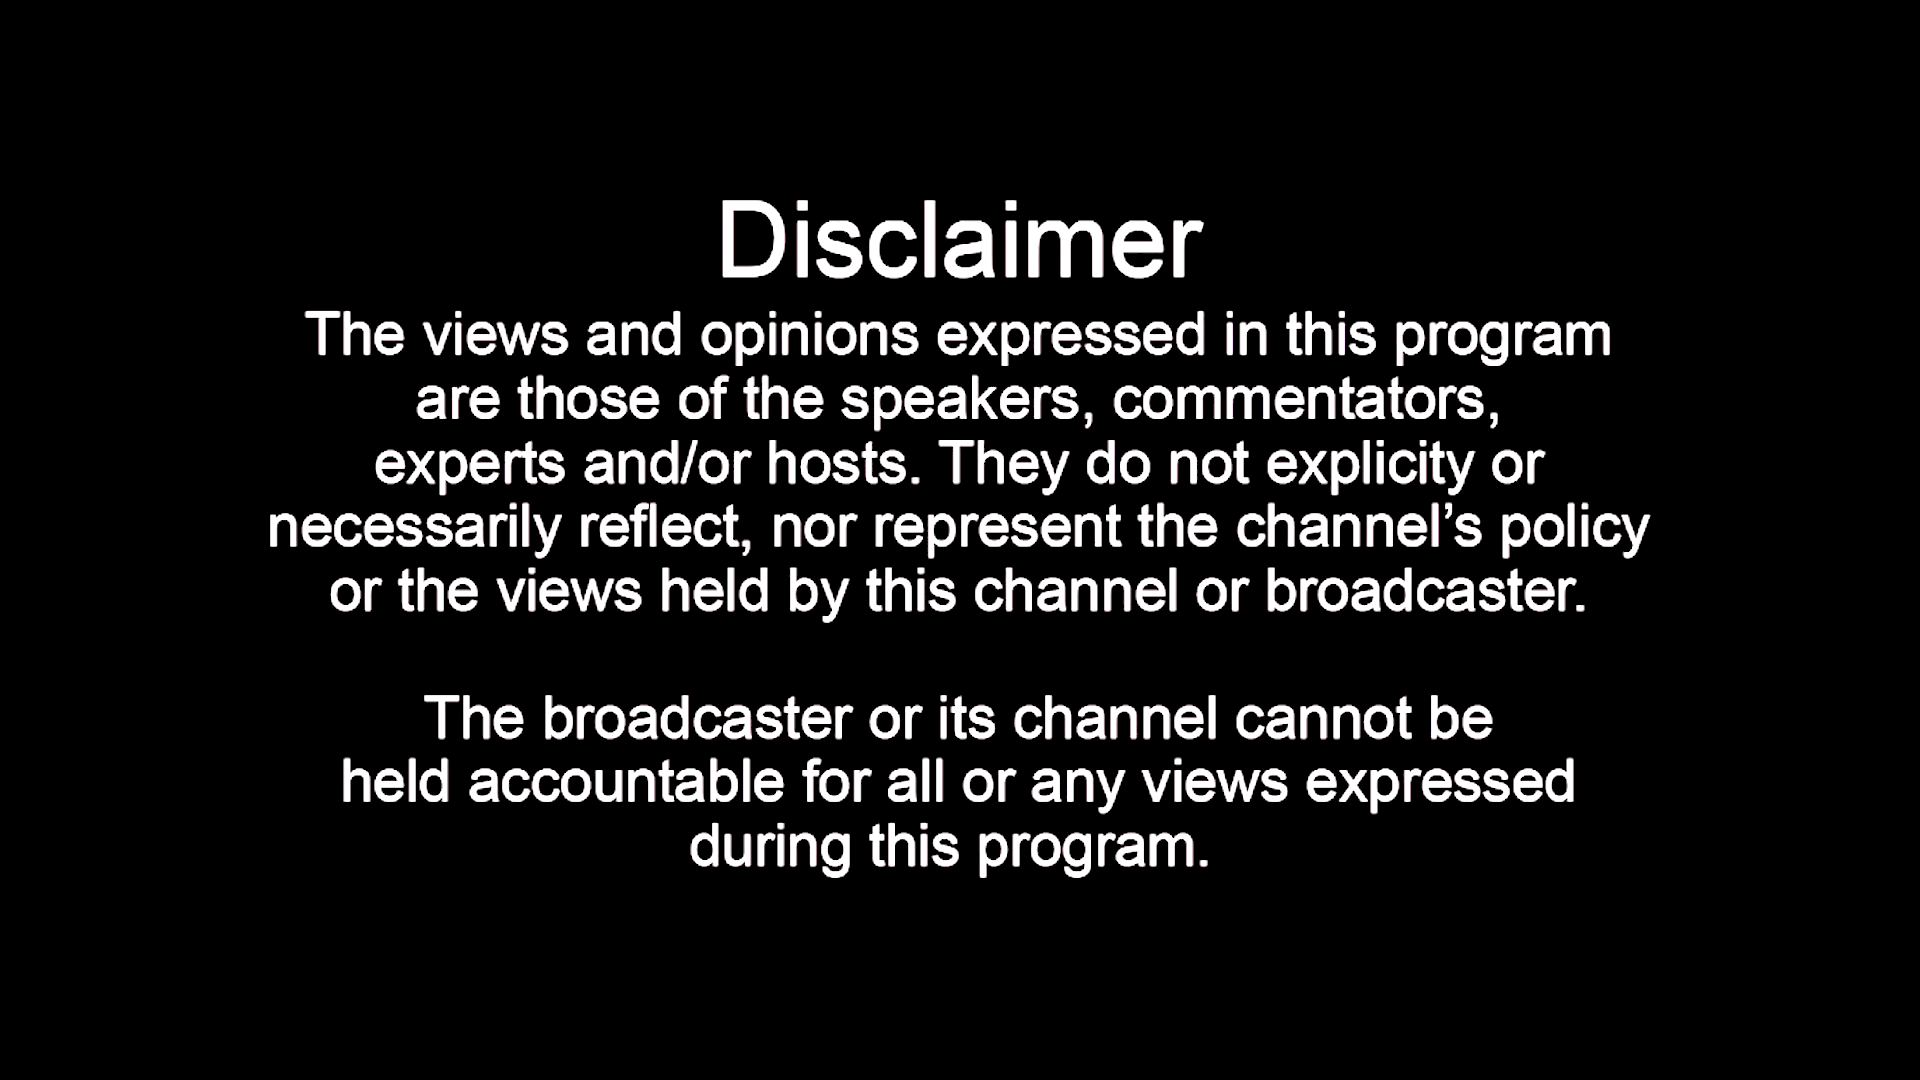 Disclaimer
The views and opinions expressed in this program
are those of the speakers, commentators,
experts and/or hosts. They do not explicity or
necessarily reflect, nor represent the channel’s policy
or the views held by this channel or broadcaster.
The broadcaster or its channel cannot be
held accountable for all or any views expressed
during this program.